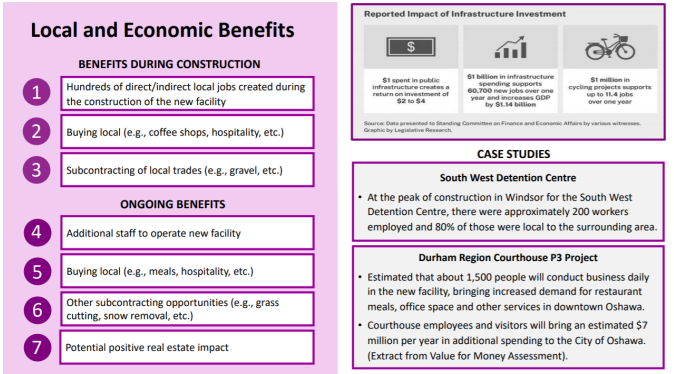 Local and Economic Benefits
BENEFITS DURING CONSTRUCTION
1
Hundreds of direct/indirect local jobs created during
the construction of the new facility
2
Buying local (e.g., coffee shops, hospitality, etc.)
3
Subcontracting of local trades (e.g., gravel, etc.)
ONGOING BENEFITS
4
Additional staff to operate new facility
5
Buying local (e.g., meals, hospitality, etc.)
6
Other subcontracting opportunities (e.g., grass
cutting, snow removal, etc.)
7
Potential positive real estate impact
Reported Impact of Infrastructure Investment
$
$1 spent in public
infrastructure creates a
return on investment of
$2 to $4
$1 billion in infrastructure
spending supports
60,700 new jobs over one
year and increases GDP
by $1.14 billion
$1 million in
cycling projects supports
up to 11.4 jobs
over one year
Source: Data presented to Standing Committee on Finance and Economic Affairs by various witnesses.
Graphic by Legislative Research.
CASE STUDIES
South West Detention Centre
• At the peak of construction in Windsor for the South West
Detention Centre, there were approximately 200 workers
employed and 80% of those were local to the surrounding area.
Durham Region Courthouse P3 Project
• Estimated that about 1,500 people will conduct business daily
in the new facility, bringing increased demand for restaurant
meals, office space and other services in downtown Oshawa.
• Courthouse employees and visitors will bring an estimated $7
million per year in additional spending to the City of Oshawa.
(Extract from Value for Money Assessment).